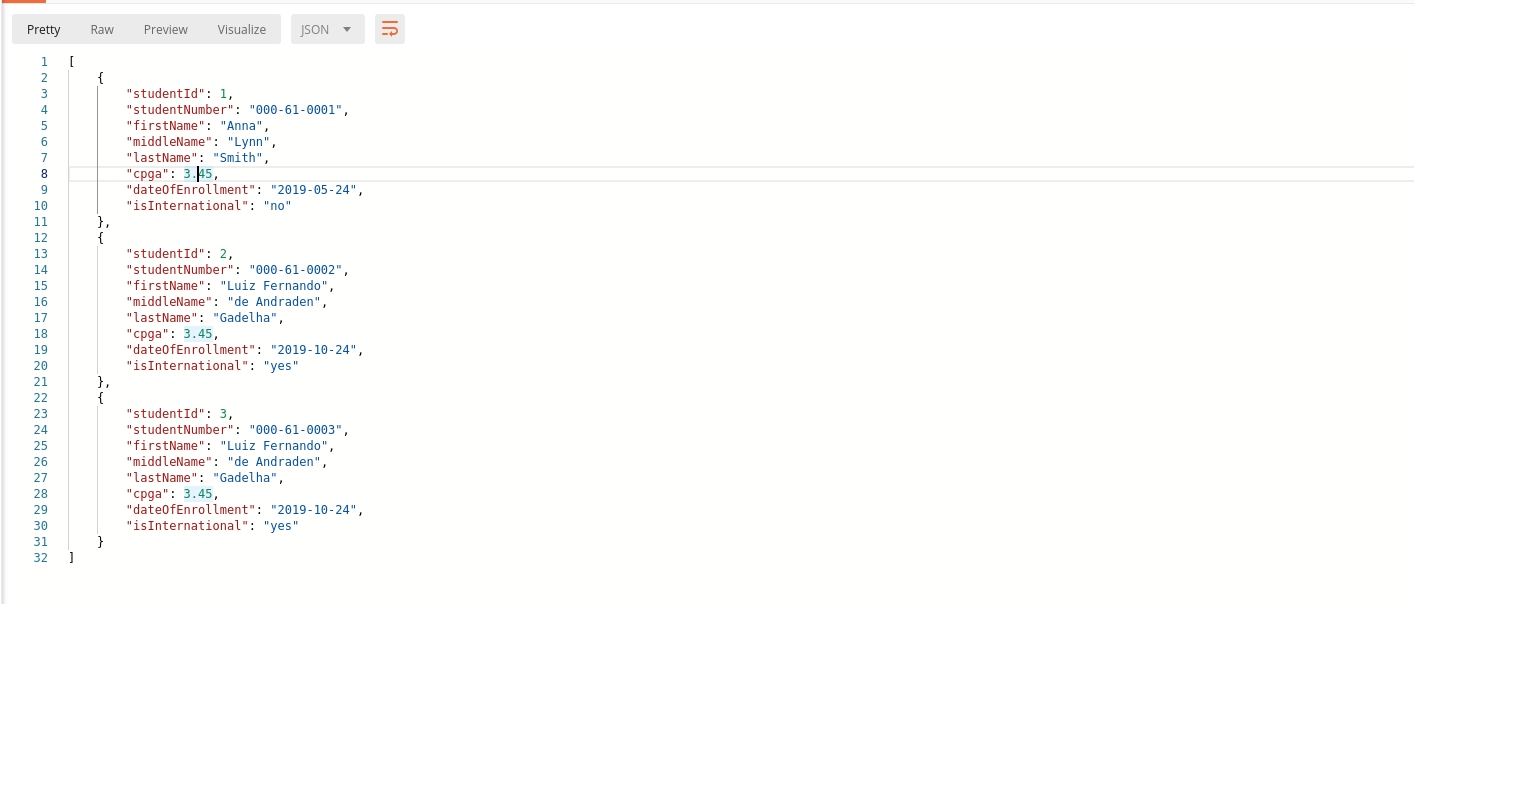 Pretty Raw Preview Visualize JSON
1 [
2 {
3 "studentId": 1,
4 "studentNumber": "000-61-0001",
5 "firstName": "Anna",
6 "middleName": "Lynn",
7 "lastName": "Smith",
8 "cpga": 3.45,
9 "dateOfEnrollment": "2019-05-24",
10 "isInternational": "no"
11 },
12 {
13 "studentId": 2,
14 "studentNumber": "000-61-0002",
15 "firstName": "Luiz Fernando",
16 "middleName": "de Andraden",
17 "lastName": "Gadelha",
18 "cpga": 3.45,
19 "dateOfEnrollment": "2019-10-24",
20 "isInternational": "yes"
21 },
22 {
23 "studentId": 3,
24 "studentNumber": "000-61-0003",
25 "firstName": "Luiz Fernando",
26 "middleName": "de Andraden",
27 "lastName": "Gadelha",
28 "cpga": 3.45,
29 "dateOfEnrollment": "2019-10-24",
30 "isInternational": "yes"
31 }
32 ]